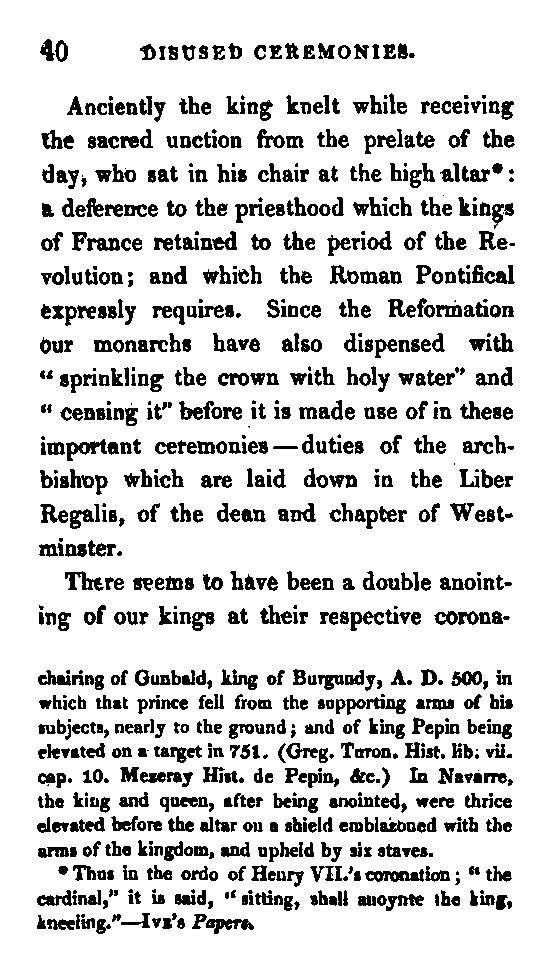 40 DISUSED CEREMONIES.
Anciently the king knelt while receiving
the sacred unction from the prelate of the
day, who sat in his chair at the high altar* :
a deference to the priesthood which the kings
of France retained to the period of the Re-
volution; and which the Roman Pontifical
expressly requires. Since the Reformation
our monarchs have also dispensed with
“ sprinkling the crown with holy water” and
“ censing it” before it is made use of in these
important ceremonies — duties of the arch-
bishop which are laid down in the Liber
Regalis, of the dean and chapter of West-
minster.
There seems to have been a double anoint-
ing of our kings at their respective corona-
chairing of Gunbald, king of Burgundy, A. D. 500, in
which that prince fell from the supporting arms of his
subjects, nearly to the ground; and of king Pepin being
elevated on a target in 751. (Greg. Turon. Hist. lib. vii.
cap. 10. Mezeray Hist. de Pepin, &c.) In Navarre,
the king and queen, after being anointed, were thrice
elevated before the altar on a shield emblazoned with the
arms of the kingdom, and upheld by six staves.
* Thus in the ordo of Henry VII.'s coronation; “ the
cardinal,” it is said, “ sitting, shall anoynte the king,
kneeling.”—Ive's Papers.